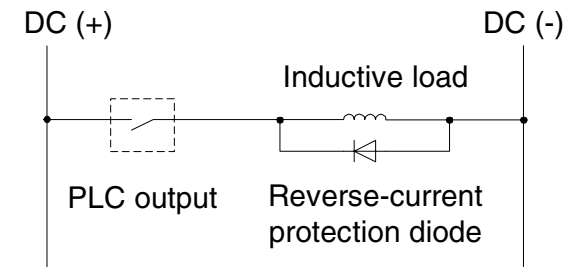 DC (+)
DC (-)
Inductive load
PLC output
Reverse-current
protection diode